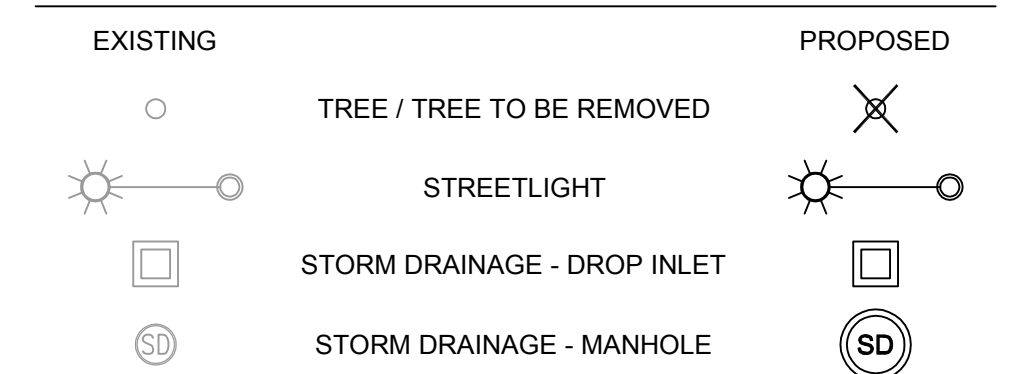 EXISTING PROPOSED
TREE / TREE TO BE REMOVED
STREETLIGHT
STORM DRAINAGE - DROP INLET
SD STORM DRAINAGE - MANHOLE SD